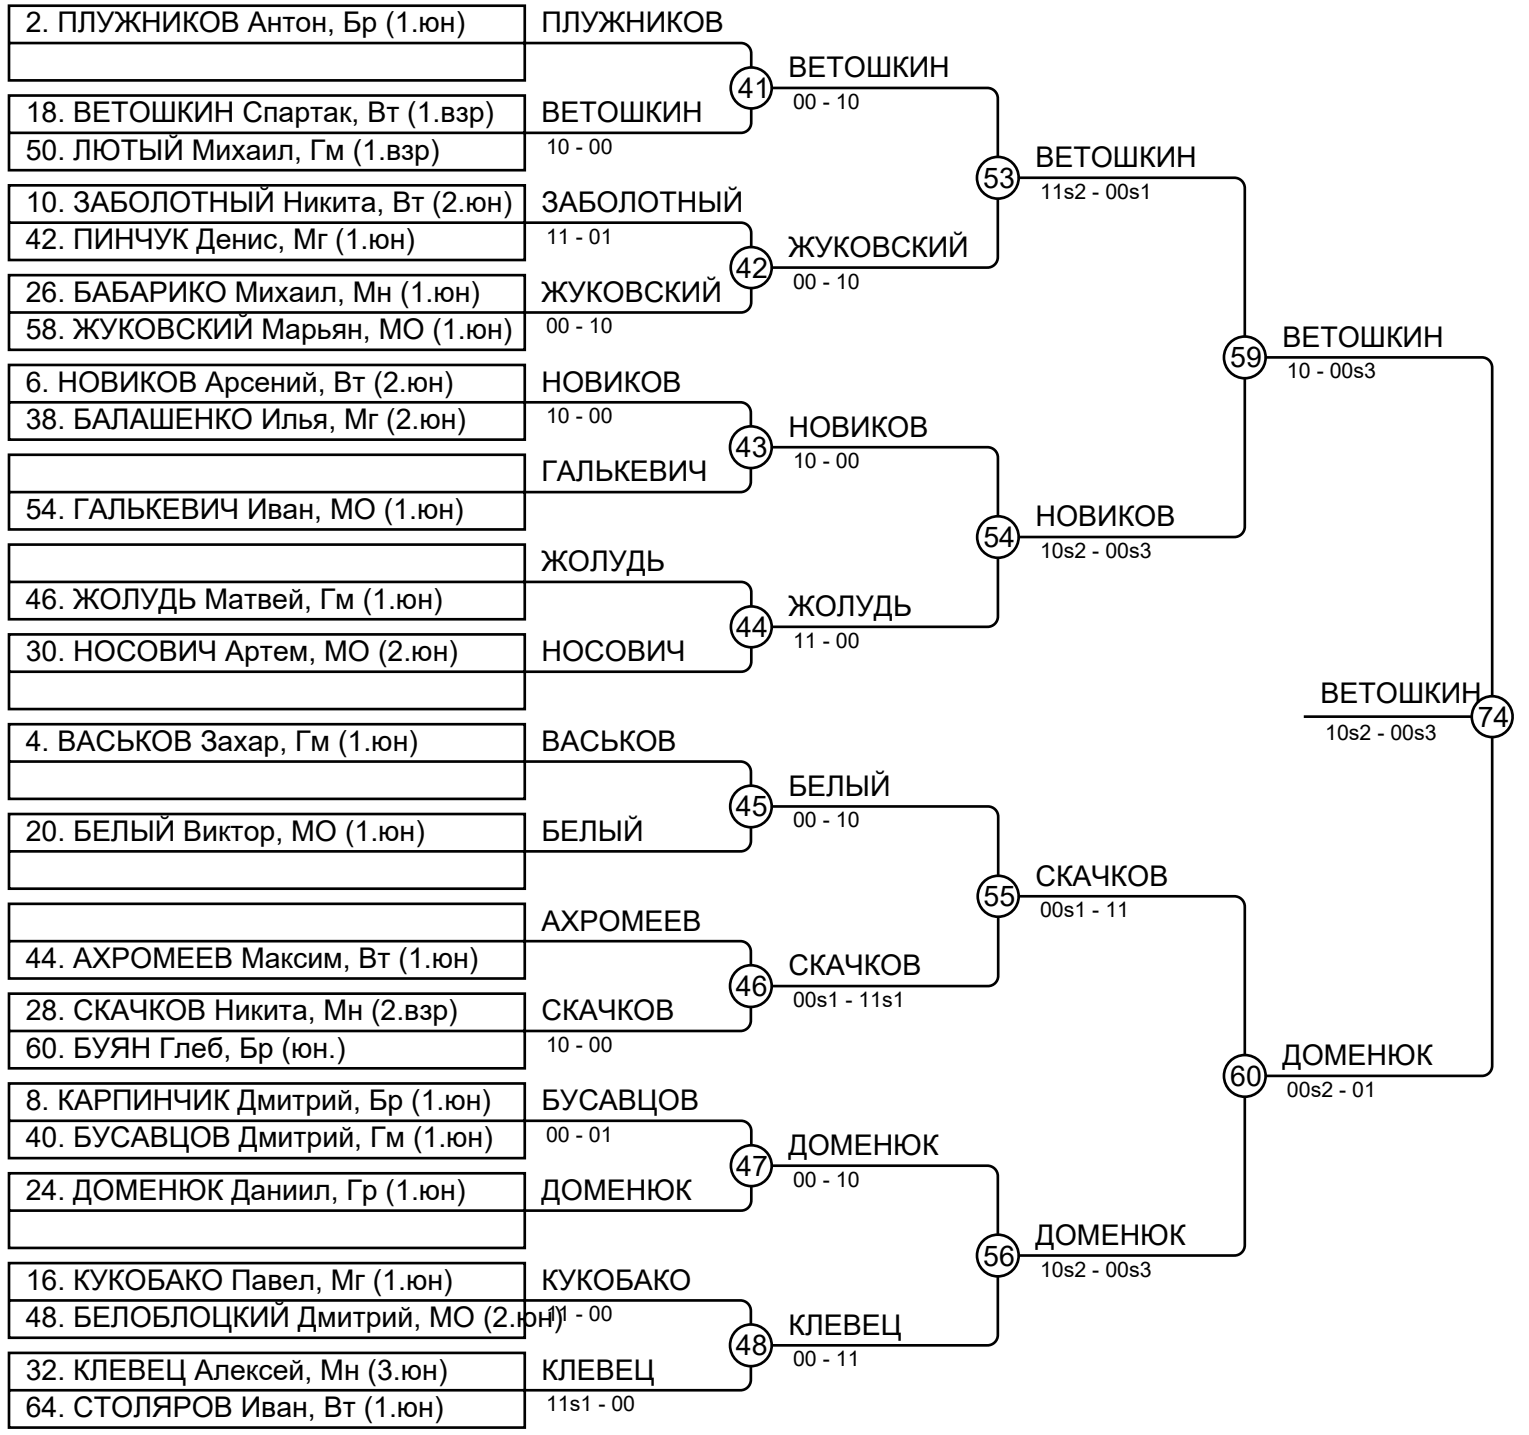 2. ПЛУЖНИКОВ Антон, Бр (1.юн)
18. ВЕТОШКИН Спартак, Вт (1.взр)
50. ЛЮТЫЙ Михаил, Гм (1.взр)
10. ЗАБОЛОТНЫЙ Никита, Вт (2.юн)
42. ПИНЧУК Денис, Мг (1.юн)
26. БАБАРИКО Михаил, Мн (1.юн)
58. ЖУКОВСКИЙ Марьян, МО (1.юн)
6. НОВИКОВ Арсений, Вт (2.юн)
38. БАЛАШЕНКО Илья, Мг (2.юн)
54. ГАЛЬКЕВИЧ Иван, МО (1.юн)
46. ЖОЛУДЬ Матвей, Гм (1.юн)
30. НОСОВИЧ Артем, МО (2.юн)
4. ВАСЬКОВ Захар, Гм (1.юн)
20. БЕЛЫЙ Виктор, МО (1.юн)
44. АХРОМЕЕВ Максим, Вт (1.юн)
28. СКАЧКОВ Никита, Мн (2.взр)
60. БУЯН Глеб, Бр (юн.)
8. КАРПИНЧИК Дмитрий, Бр (1.юн)
40. БУСАВЦОВ Дмитрий, Гм (1.юн)
24. ДОМЕНЮК Даниил, Гр (1.юн)
16. КУКОБАКО Павел, Мг (1.юн)
48. БЕЛОБЛОЦКИЙ Дмитрий, МО (2.юн)
32. КЛЕВЕЦ Алексей, Мн (3.юн)
64. СТОЛЯРОВ Иван, Вт (1.юн)
ПЛУЖНИКОВ
ВЕТОШКИН
10 - 00
ЗАБОЛОТНЫЙ
11 - 01
ЖУКОВСКИЙ
00 - 10
НОВИКОВ
10 - 00
ГАЛЬКЕВИЧ
ЖОЛУДЬ
НОСОВИЧ
ВАСЬКОВ
БЕЛЫЙ
АХРОМЕЕВ
СКАЧКОВ
10 - 00
БУСАВЦОВ
00 - 01
ДОМЕНЮК
КУКОБАКО
11 - 00
КЛЕВЕЦ
11s1 - 00
41
ВЕТОШКИН
00 - 10
42
ЖУКОВСКИЙ
00 - 10
43
НОВИКОВ
10 - 00
44
ЖОЛУДЬ
11 - 00
45
БЕЛЫЙ
00 - 10
46
СКАЧКОВ
00s1 - 11s1
47
ДОМЕНЮК
00 - 10
48
КЛЕВЕЦ
00 - 11
53
ВЕТОШКИН
11s2 - 00s1
54
НОВИКОВ
10s2 - 00s3
55
СКАЧКОВ
00s1 - 11
56
ДОМЕНЮК
10s2 - 00s3
59
ВЕТОШКИН
10 - 00s3
60
ДОМЕНЮК
00s2 - 01
ВЕТОШКИН
74
10s2 - 00s3